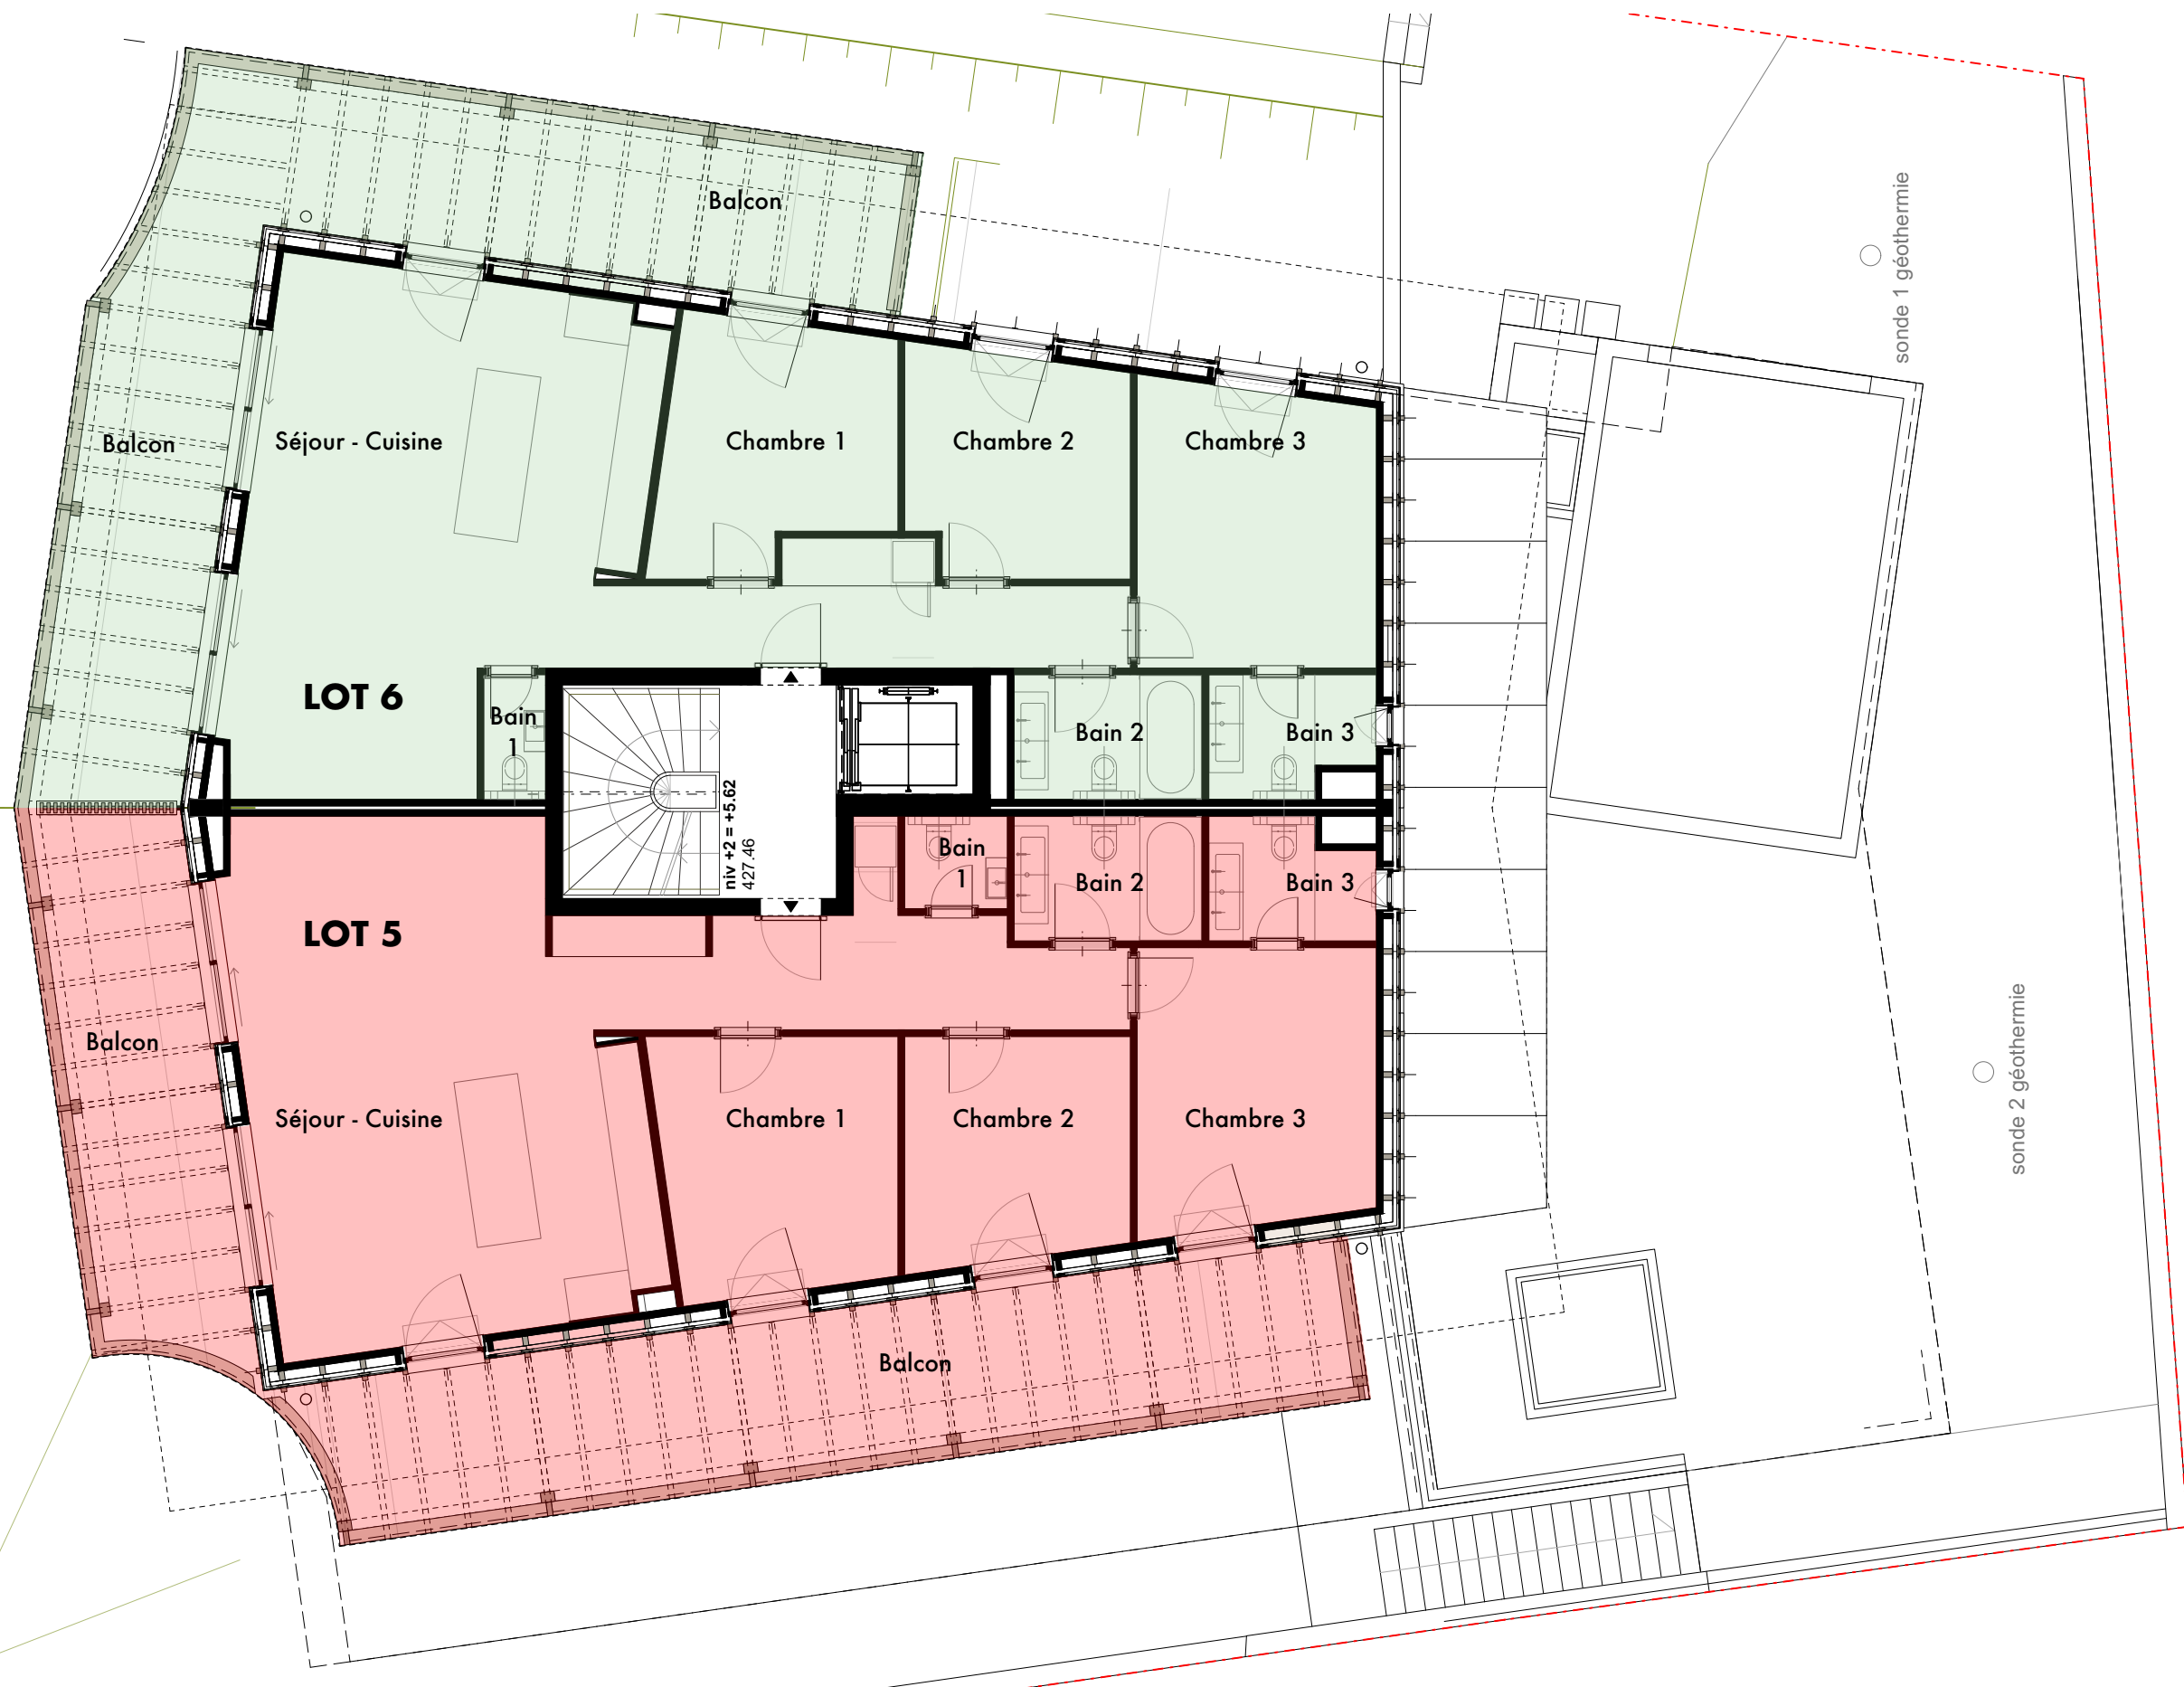 Balcon
sonde 1 géothermie
Balcon
Séjour - Cuisine
Chambre 1
Chambre 2
Chambre 3
LOT 6
Bain
1
Bain 2
Bain 3
niv +2 = +5.62
427.46
Bain
1
Bain 2
Bain 3
LOT 5
Balcon
sonde 2 géothermie
Séjour - Cuisine
Chambre 1
Chambre 2
Chambre 3
Balcon